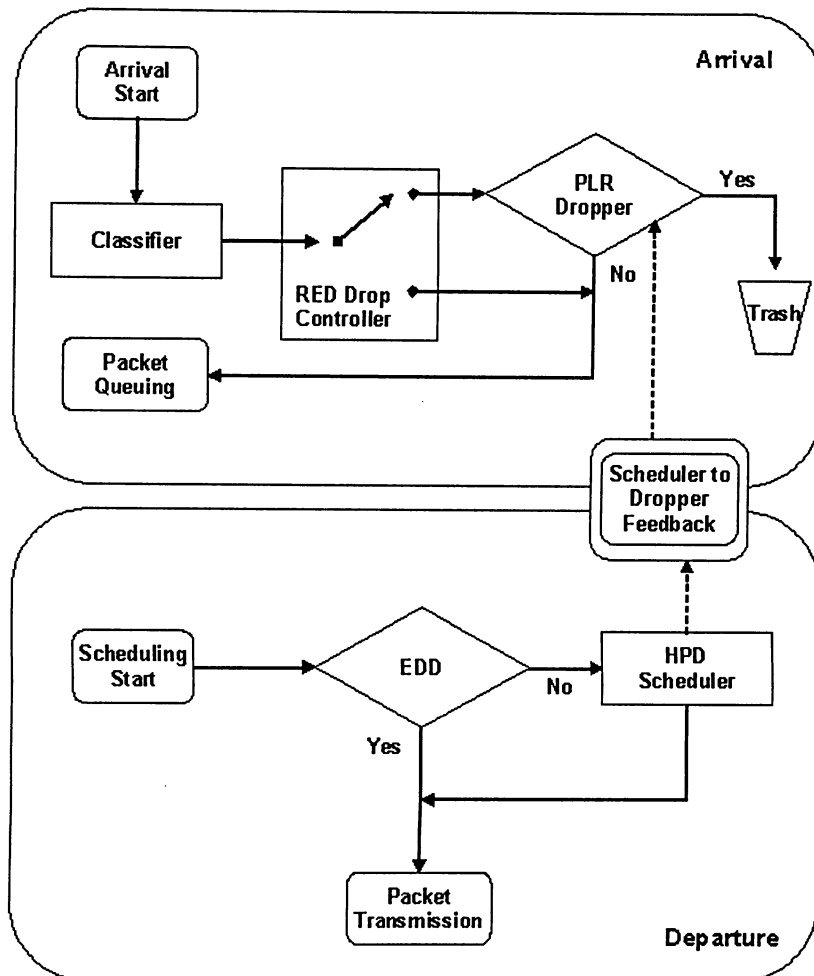 Arrival
Arrival
Start
PLR
Dropper
Yes
Classifier
No
RED Drop
Controller
Trash
Packet
Queuing
Scheduler to
Dropper
Feedback
Scheduling
Start
EDD
No
HPD
Scheduler
Yes
Packet
Transmission
Departure